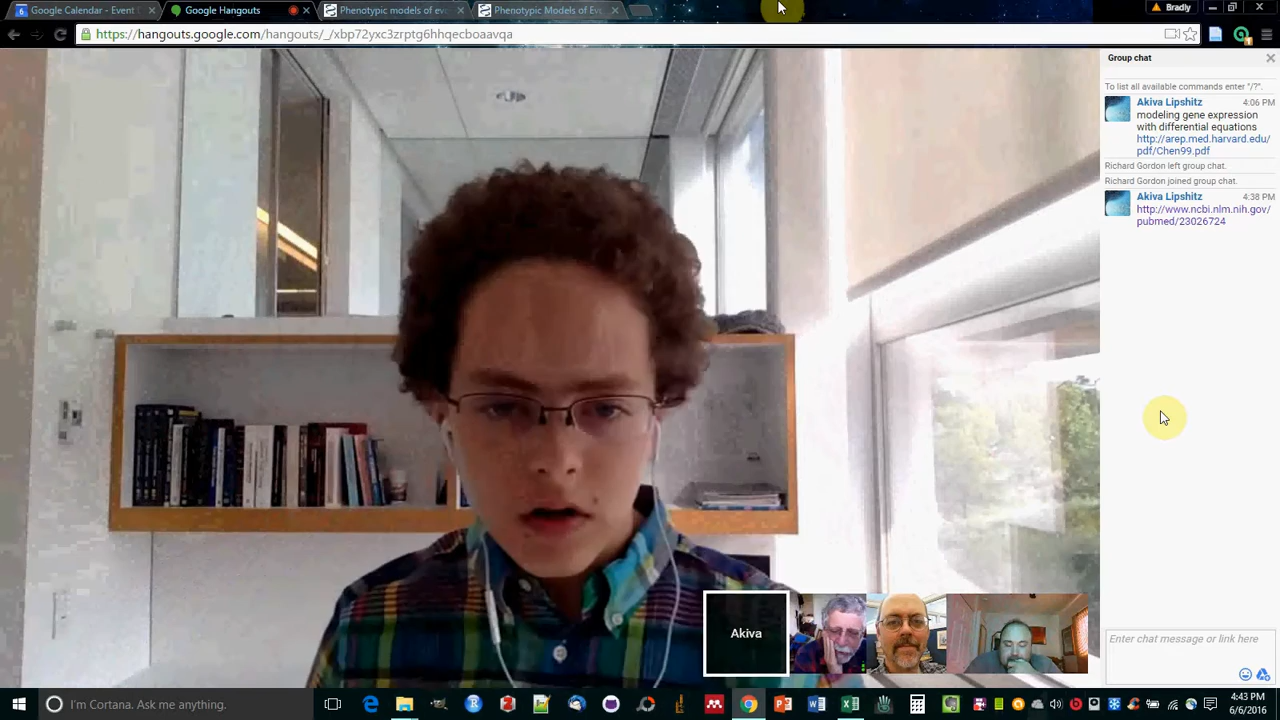 Google Calendar - Event D
Google Hangouts
Phenotypic models of evo
Phenotypic Models of Evo
Bradly
https://hangouts.google.com/hangouts/_/xbp72yxc3zrptg6hhqecboaavqa
Group chat
To list all available commands enter "/?".
Akiva Lipshitz 4:06 PM
modeling gene expression
with differential equations
http://arep.med.harvard.edu/
pdf/Chen99.pdf
Richard Gordon left group chat.
Richard Gordon joined group chat.
Akiva Lipshitz 4:38 PM
http://www.ncbi.nlm.nih.gov/
pubmed/23026724
Akiva
Enter chat message or link here
I'm Cortana. Ask me anything.
4:43 PM
6/6/2016